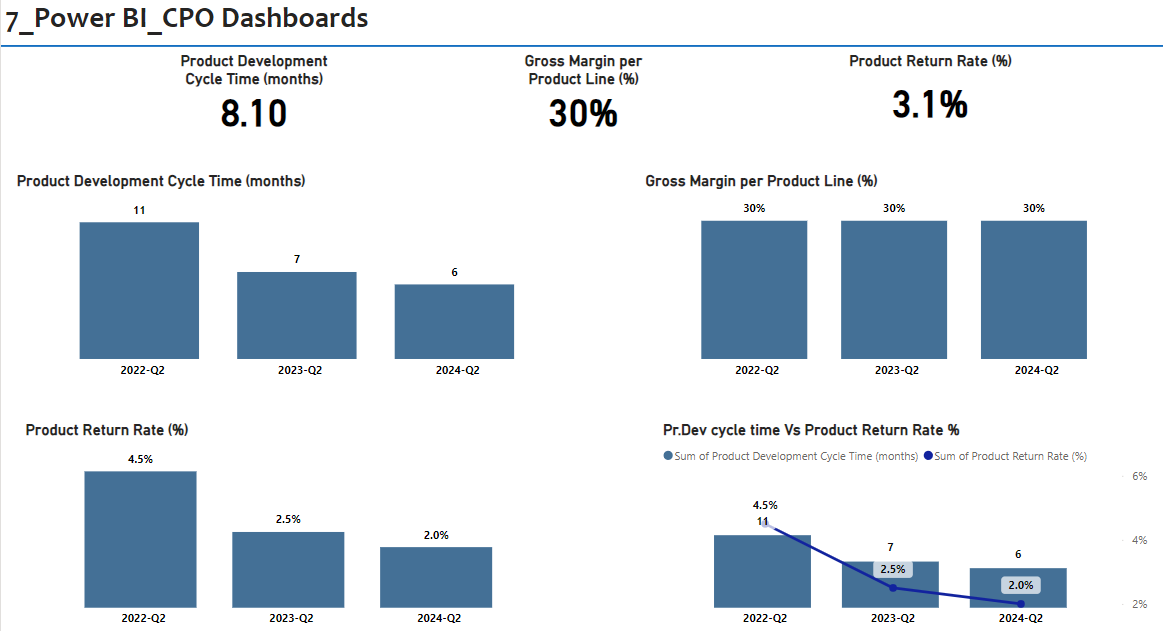 7_Power BI_CPO Dashboards
Product Development
Cycle Time (months)
8.10
Gross Margin per
Product Line (%)
30%
Product Return Rate (%)
3.1%
Product Development Cycle Time (months)
11
7
6
2022-Q2
2023-Q2
2024-Q2
Gross Margin per Product Line (%)
30%
30%
30%
2022-Q2
2023-Q2
2024-Q2
Product Return Rate (%)
4.5%
2.5%
2.0%
2022-Q2
2023-Q2
2024-Q2
Pr.Dev cycle time Vs Product Return Rate %
Sum of Product Development Cycle Time (months)
Sum of Product Return Rate (%)
6%
4%
2%
4.5%
11
7
2.5%
6
2.0%
2022-Q2
2023-Q2
2024-Q2